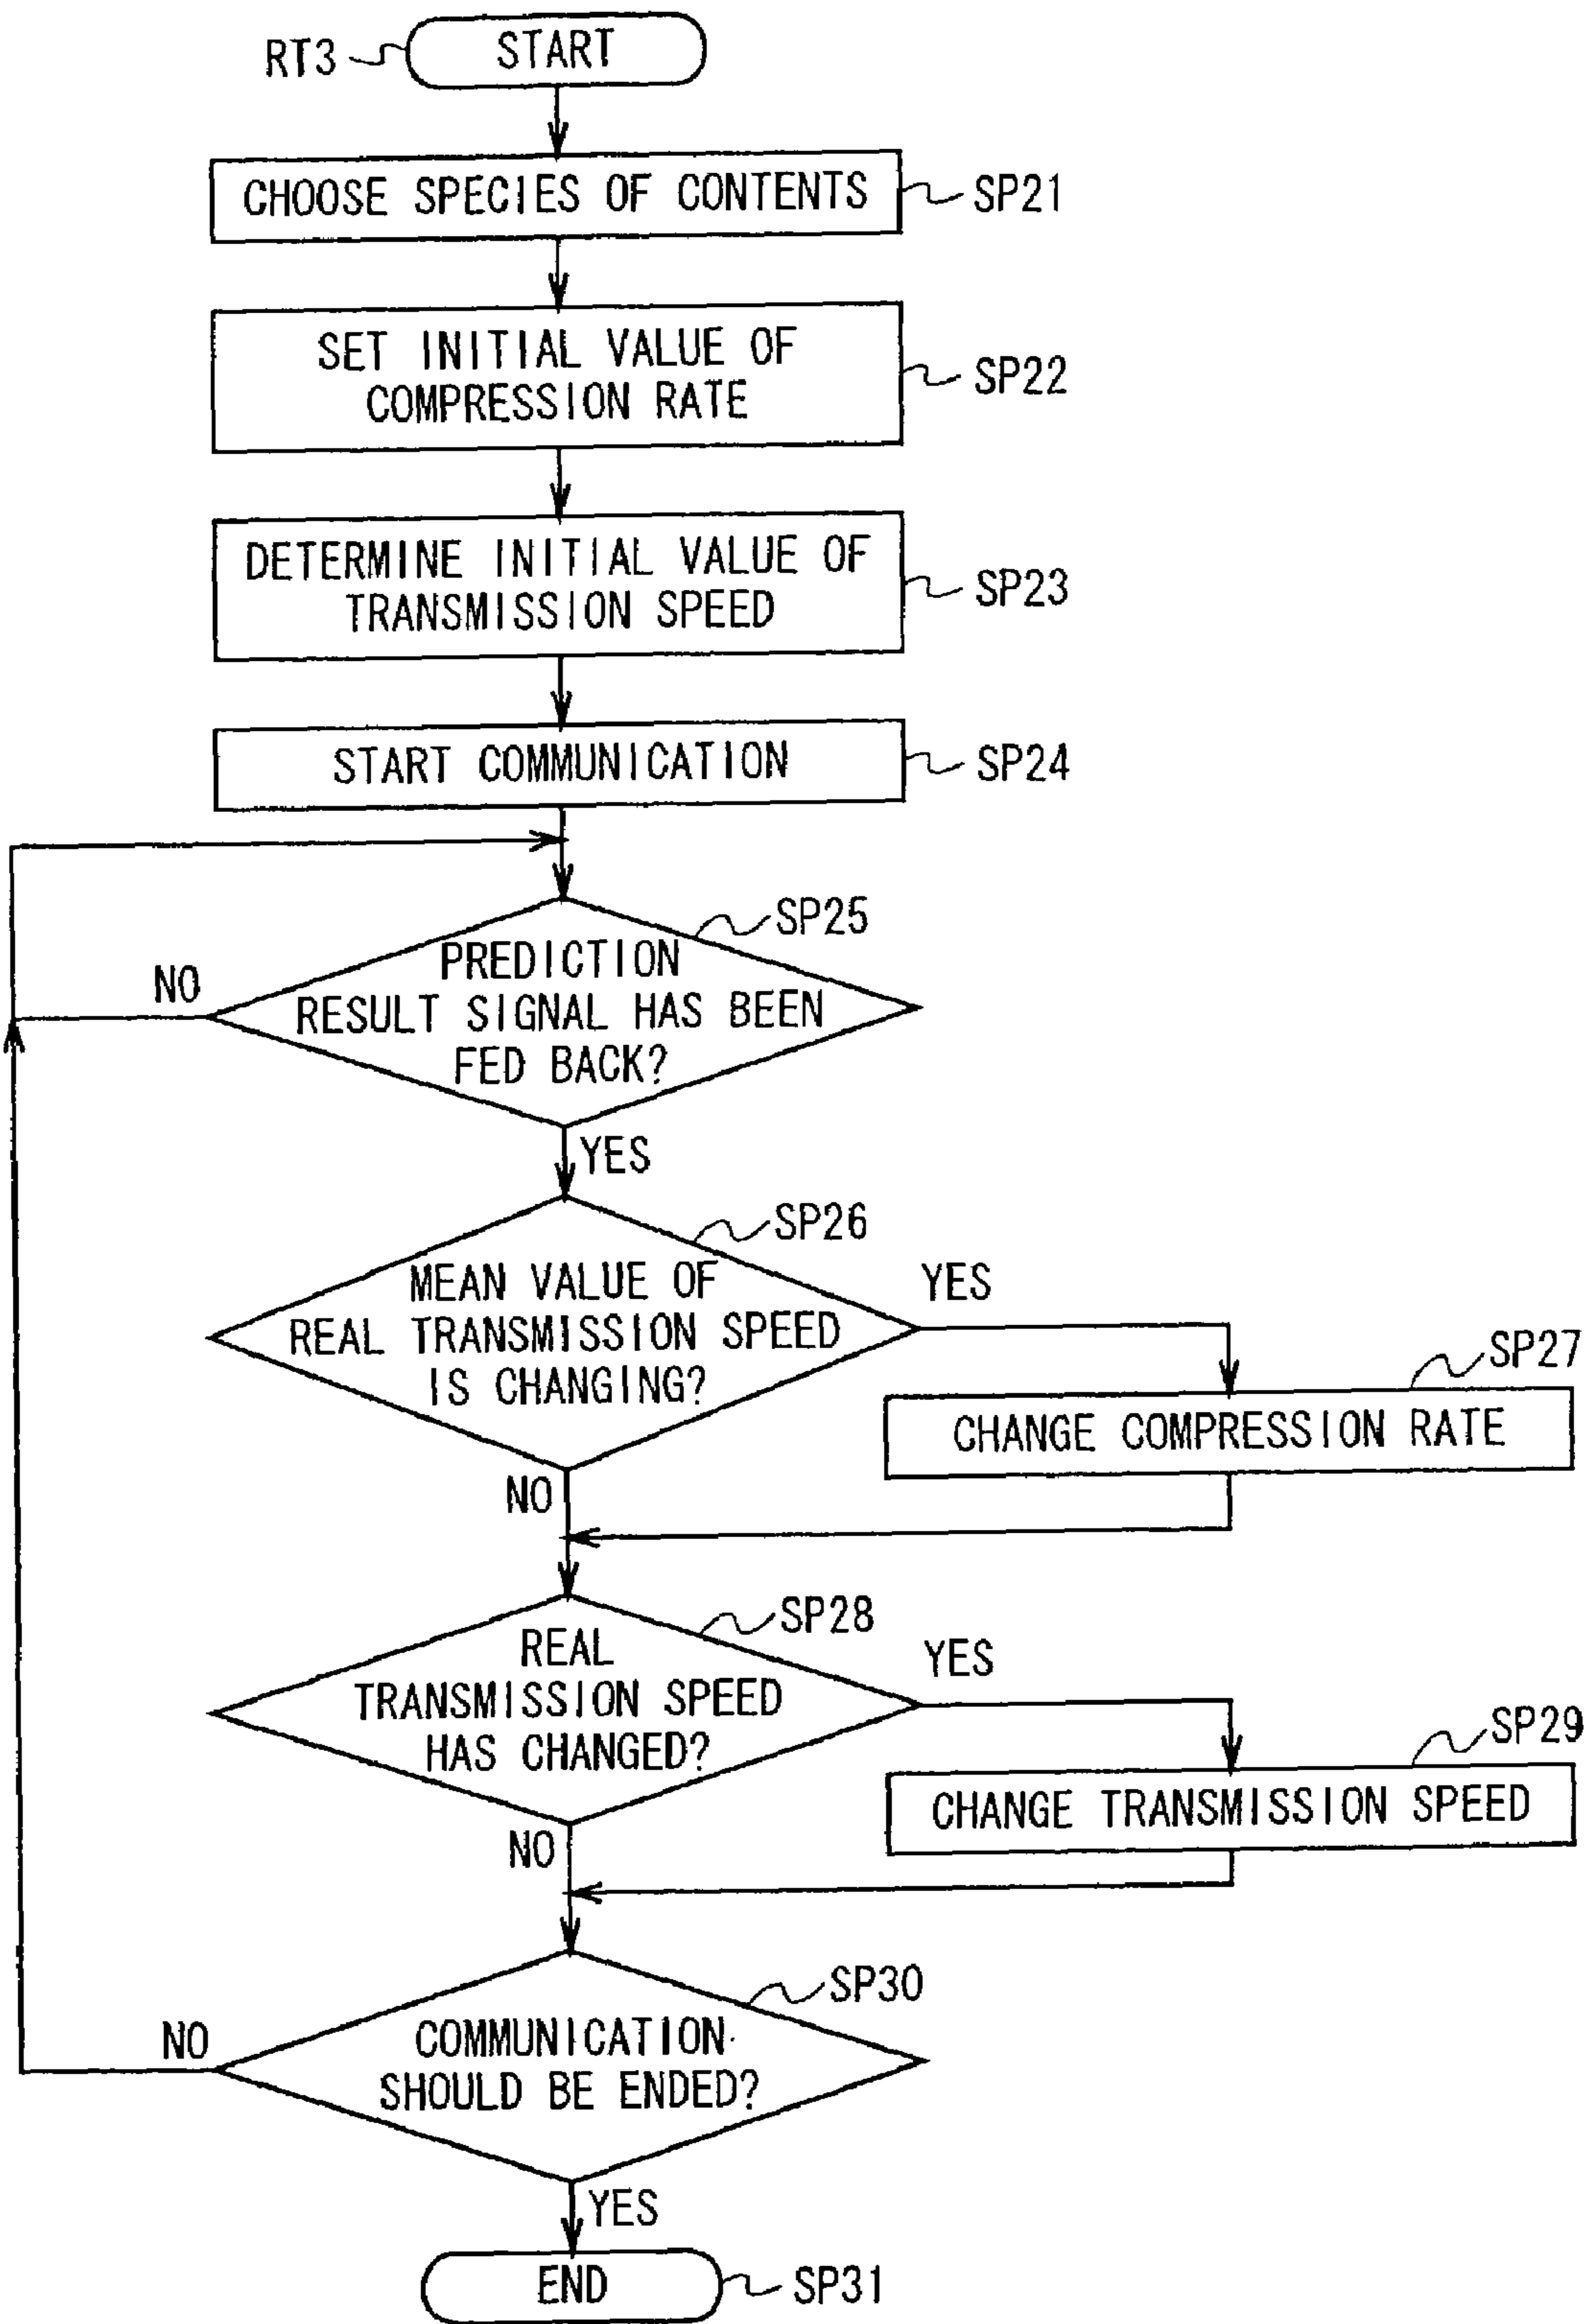 RT3
START
CHOOSE SPECIES OF CONTENTS
SP21
SET INITIAL VALUE OF
COMPRESSION RATE
SP22
DETERMINE INITIAL VALUE OF
TRANSMISSION SPEED
SP23
START COMMUNICATION
SP24
SP25
PREDICTION
RESULT SIGNAL HAS BEEN
FED BACK?
NO
YES
SP26
MEAN VALUE OF
REAL TRANSMISSION SPEED
IS CHANGING?
YES
SP27
CHANGE COMPRESSION RATE
NO
SP28
REAL
TRANSMISSION SPEED
HAS CHANGED?
YES
SP29
CHANGE TRANSMISSION SPEED
NO
SP30
COMMUNICATION
SHOULD BE ENDED?
NO
YES
END
SP31